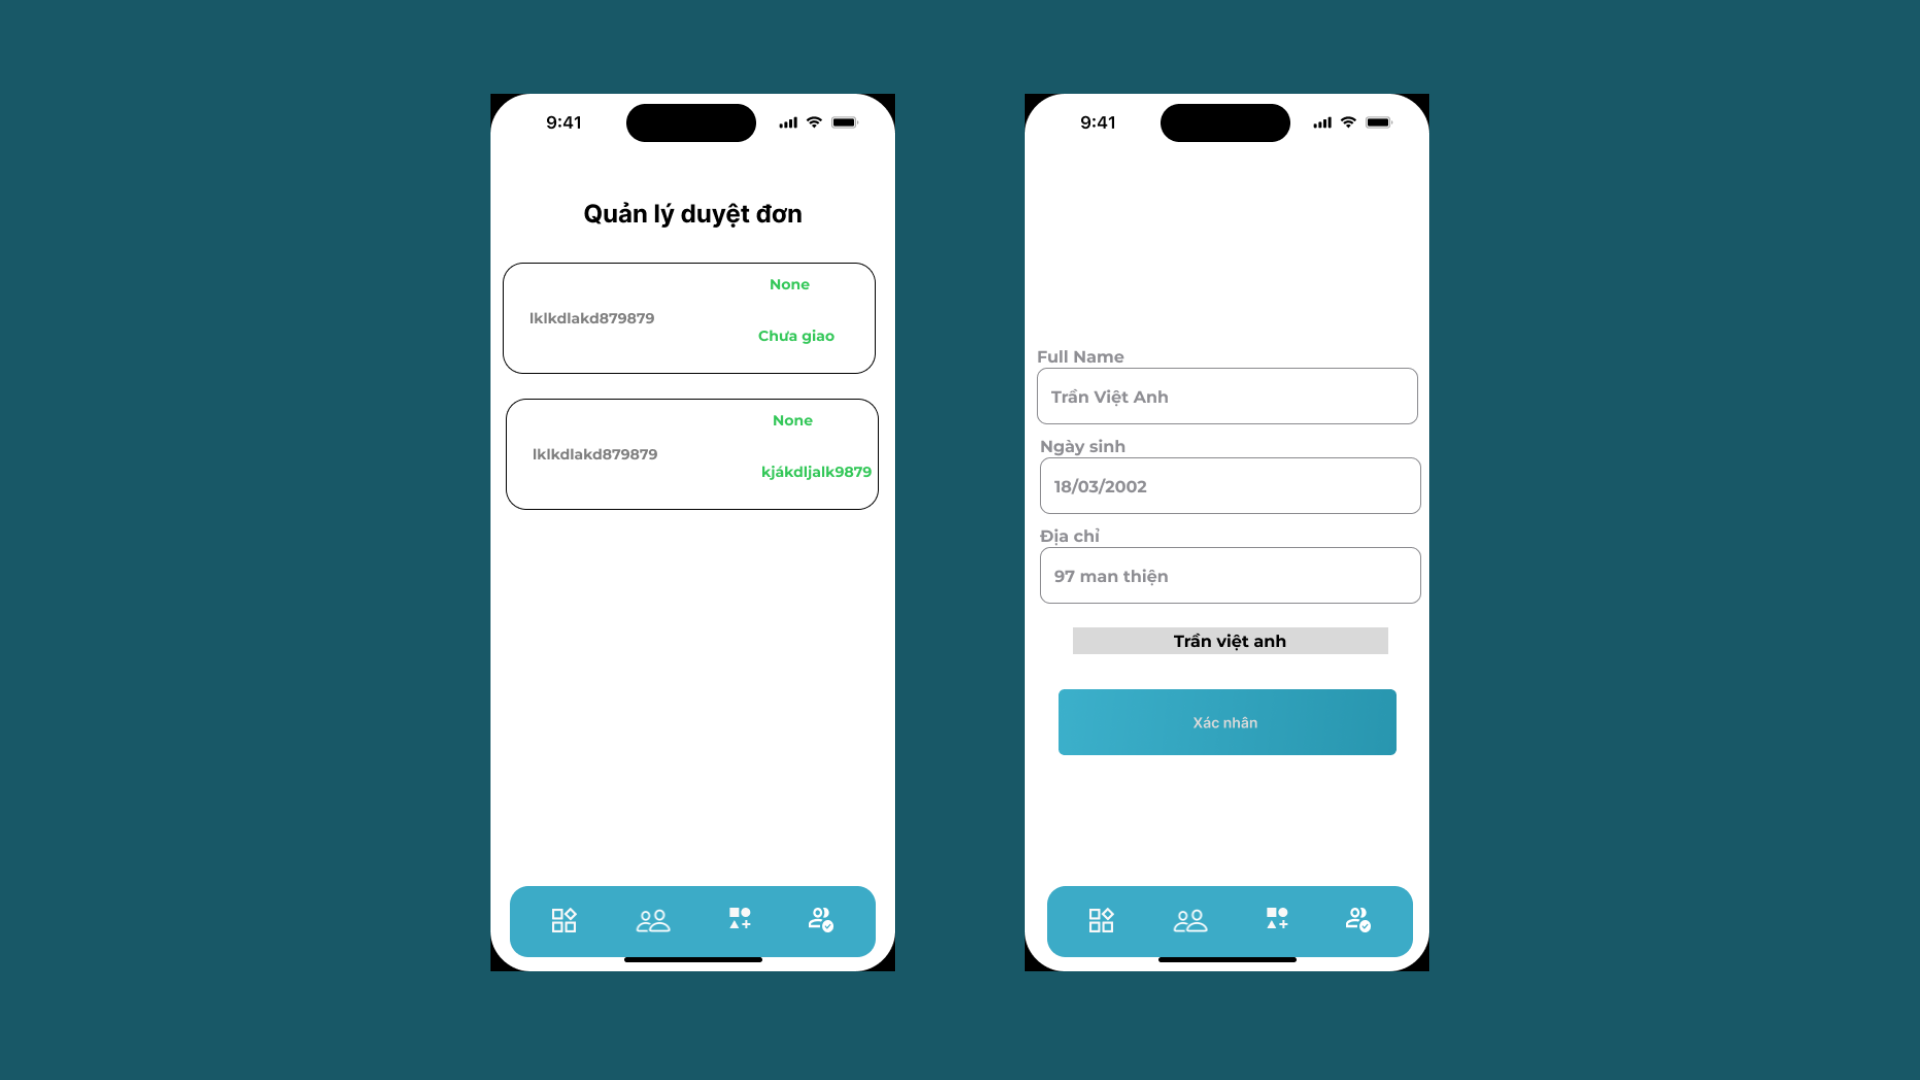 9:41
Quản lý duyệt đơn
None
lklkdlakd879879
Chưa giao
None
lklkdlakd879879
kjákdljalk9879
9:41
Full Name
Trần Việt Anh
Ngày sinh
18/03/2002
Địa chỉ
97 man thiện
Trần việt anh
Xác nhân